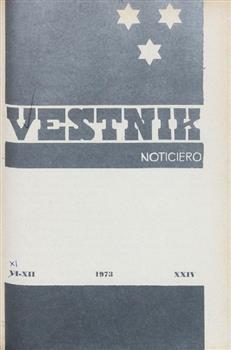 VESTNIK
NOTICIERO
XI
VI-XII 1973 XXIV